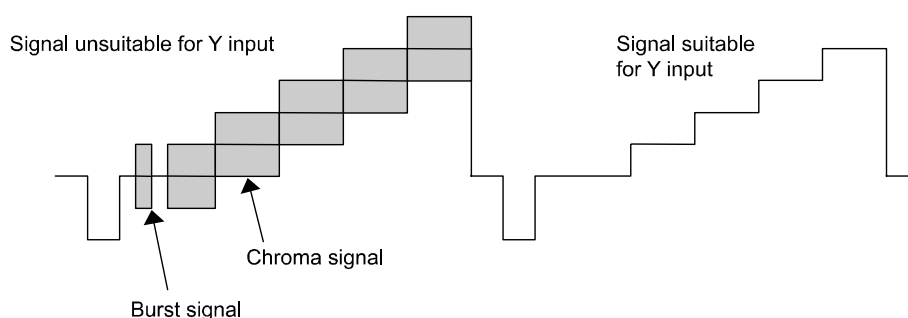 Signal unsuitable for Y input
Signal suitable
for Y input
Chroma signal
Burst signal